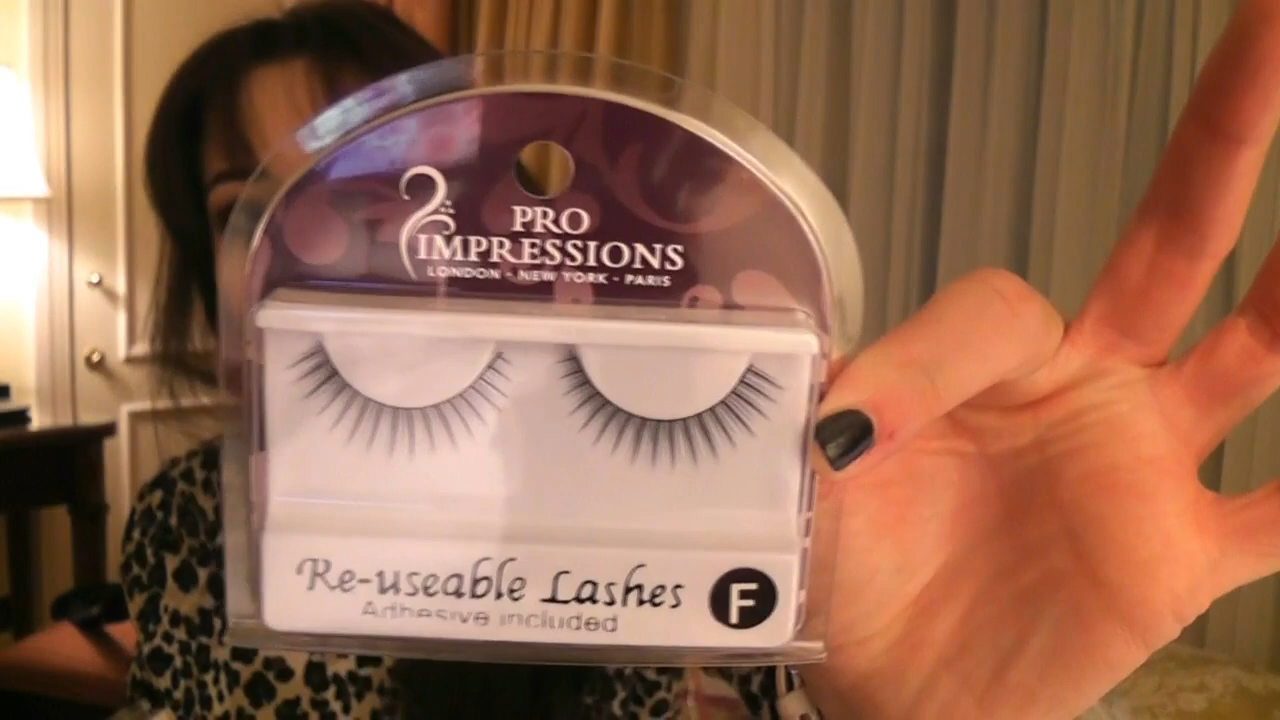 PRO
IMPRESSIONS
LONDON - NEW YORK - PARIS
Re-useable Lashes
Adhesive included
F